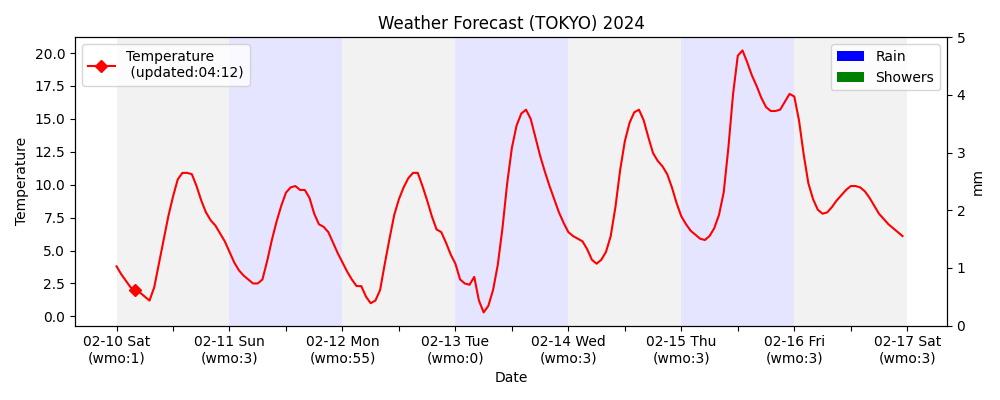 Weather Forecast (TOKYO) 2024
Temperature
(updated:04:12)
Rain
Showers
Temperature
20.0
17.5
15.0
12.5
10.0
7.5
5.0
2.5
0.0
5
4
3
2
1
0
mm
02-10 Sat
(wmo:1)
02-11 Sun
(wmo:3)
02-12 Mon
(wmo:55)
02-13 Tue
(wmo:0)
02-14 Wed
(wmo:3)
02-15 Thu
(wmo:3)
02-16 Fri
(wmo:3)
02-17 Sat
(wmo:3)
Date